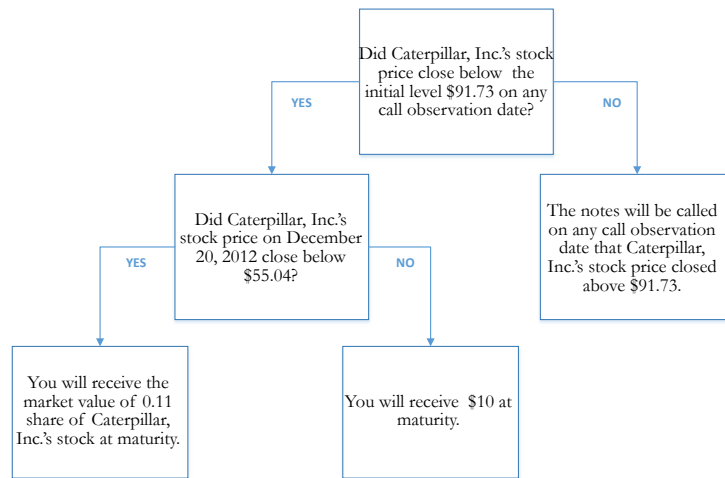 Did Caterpillar, Inc.'s stock
price close below the
initial level $91.73 on any
call observation date?
YES
NO
Did Caterpillar, Inc.'s
stock price on December
20, 2012 close below
$55.04?
The notes will be called
on any call observation
date that Caterpillar,
Inc.'s stock price closed
above $91.73.
YES
NO
You will receive the
market value of 0.11
share of Caterpillar,
Inc.'s stock at maturity.
You will receive $10 at
maturity.